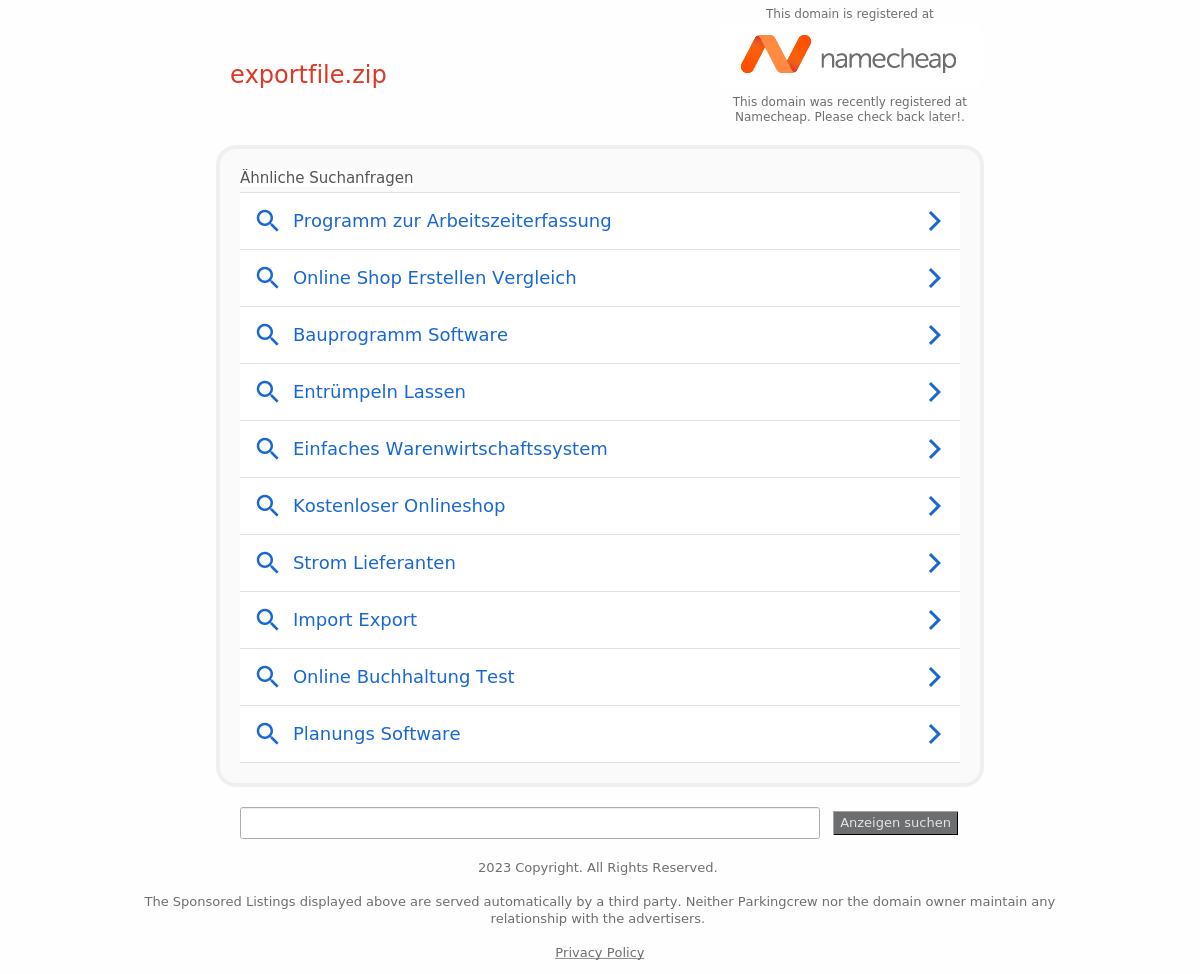 This domain is registered at
namecheap
exportfile.zip
This domain was recently registered at
Namecheap. Please check back later!.
Ähnliche Suchanfragen
Programm zur Arbeitszeiterfassung
Online Shop Erstellen Vergleich
Bauprogramm Software
Entrümpeln Lassen
Einfaches Warenwirtschaftssystem
Kostenloser Onlineshop
Strom Lieferanten
Import Export
Online Buchhaltung Test
Planungs Software
Anzeigen suchen
2023 Copyright. All Rights Reserved.
The Sponsored Listings displayed above are served automatically by a third party. Neither Parkingcrew nor the domain owner maintain any
relationship with the advertisers.
Privacy Policy